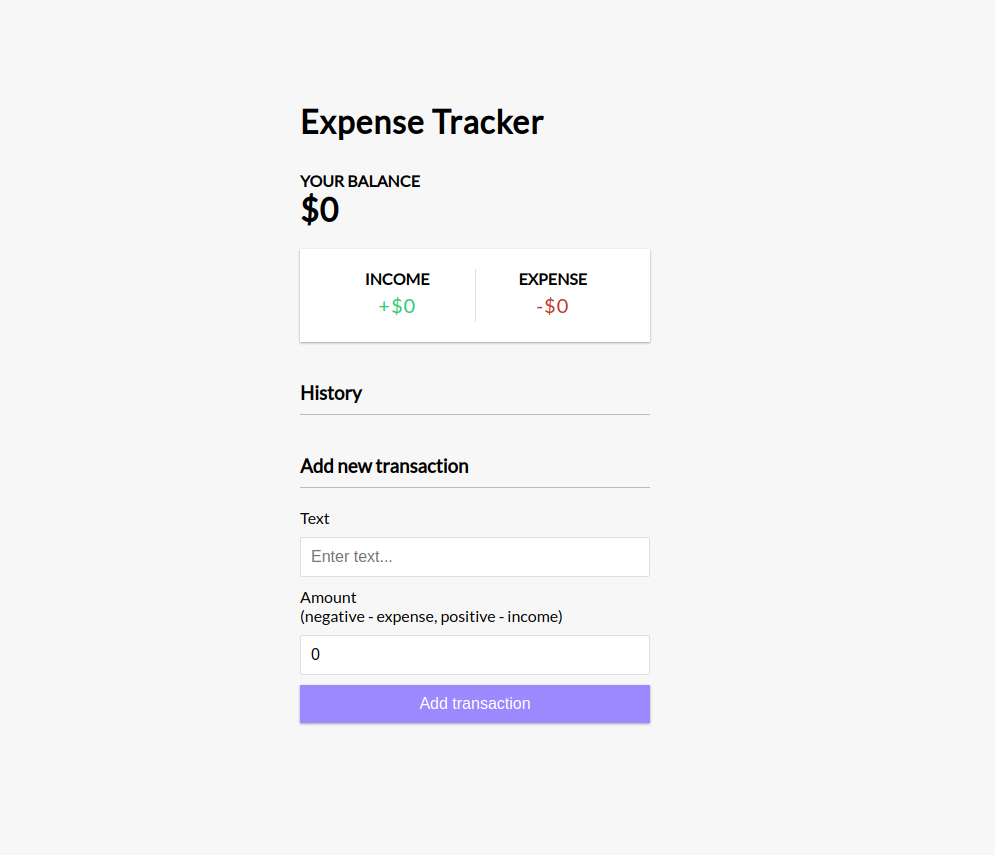 Expense Tracker
YOUR BALANCE
$0
INCOME
EXPENSE
+$0
-$0
History
Add new transaction
Text
Enter text...
Amount
(negative - expense, positive - income)
0
Add transaction